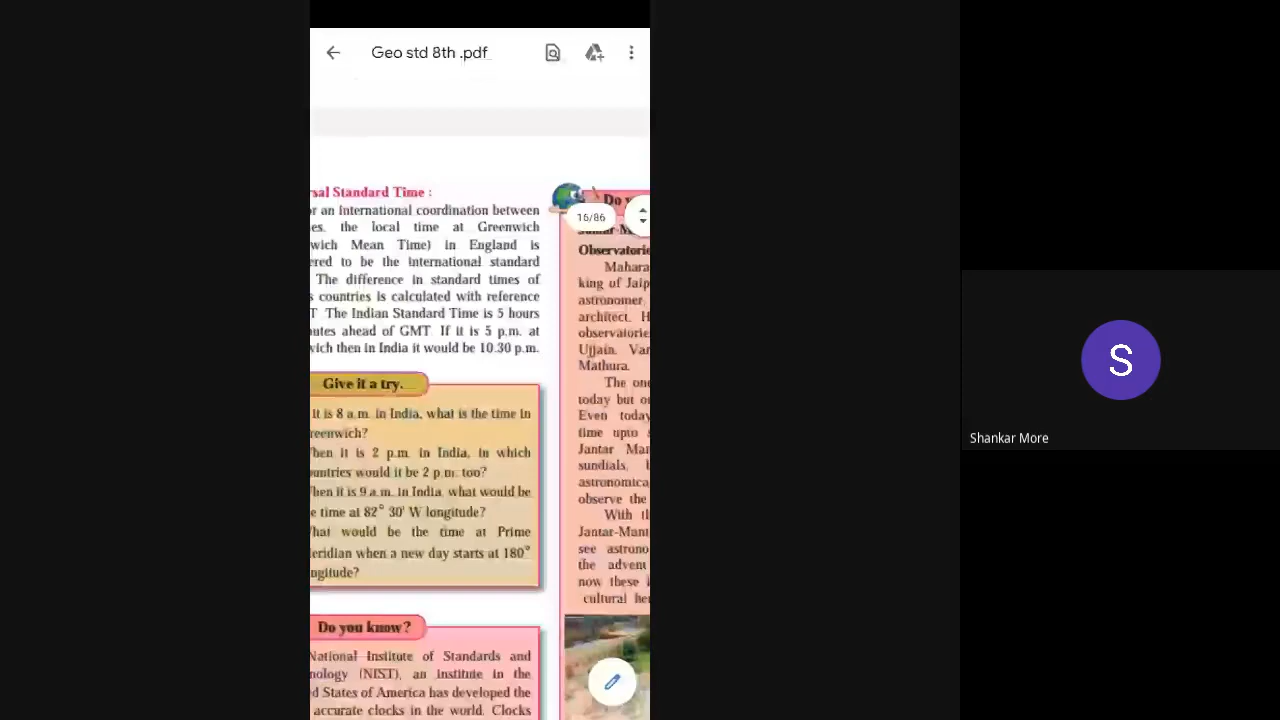 Geo std 8th .pdf
16/86
sal Standard Time :
or an international coordination between
es, the local time at Greenwich
wich Mean Time) in England is
ered to be the international standard
The difference in standard times of
s countries is calculated with reference
T The Indian Standard Time is 5 hours
utes ahead of GMT. If it is 5 p.m. at
wich then in India it would be 10.30 p.m.
Give it a try.
it is 8 a.m. in India, what is the time in
reenwich?
hen it is 2 p.m. in India, in which
untries would it be 2 p.m. too?
hen it is 9 a.m. in India, what would be
e time at 82° 30' W longitude?
hat would be the time at Prime
eridian when a new day starts at 180°
ngitude?
Do you know?
National Institute of Standards and
nology (NIST), an institute in the
d States of America has developed the
accurate clocks in the world. Clocks
Do y
Observatorie
Mahara
king of Jaip
astronomer
architect. H
observatorie
Ujjain, Var
Mathura.
The one
today but o
Even today
time upto
Jantar Man
sundials,
astronomica
observe the
With th
Jantar-Mant
see astrono
the advent
now these i
cultural her
S
Shankar More